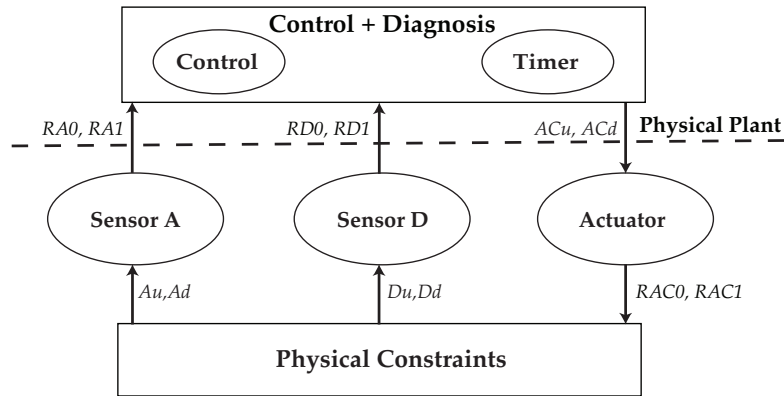 Control + Diagnosis
Control
Timer
RA0, RA1
RD0, RD1
ACu, ACd
Physical Plant
Sensor A
Sensor D
Actuator
Au,Ad
Du,Dd
RAC0, RAC1
Physical Constraints